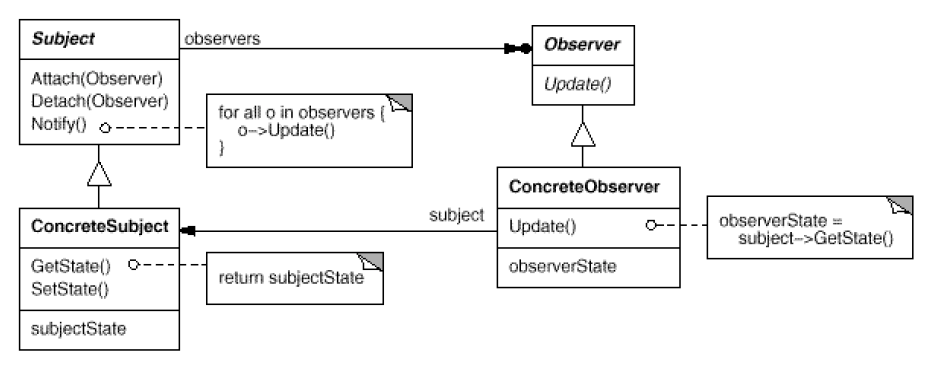 Subject
Attach(Observer)
Detach(Observer)
Notify()
observers
for all o in observers {
o->Update()
}
Observer
Update()
ConcreteSubject
GetState()
SetState()
subjectState
return subjectState
subject
ConcreteObserver
Update()
observerState
observerState =
subject->GetState()